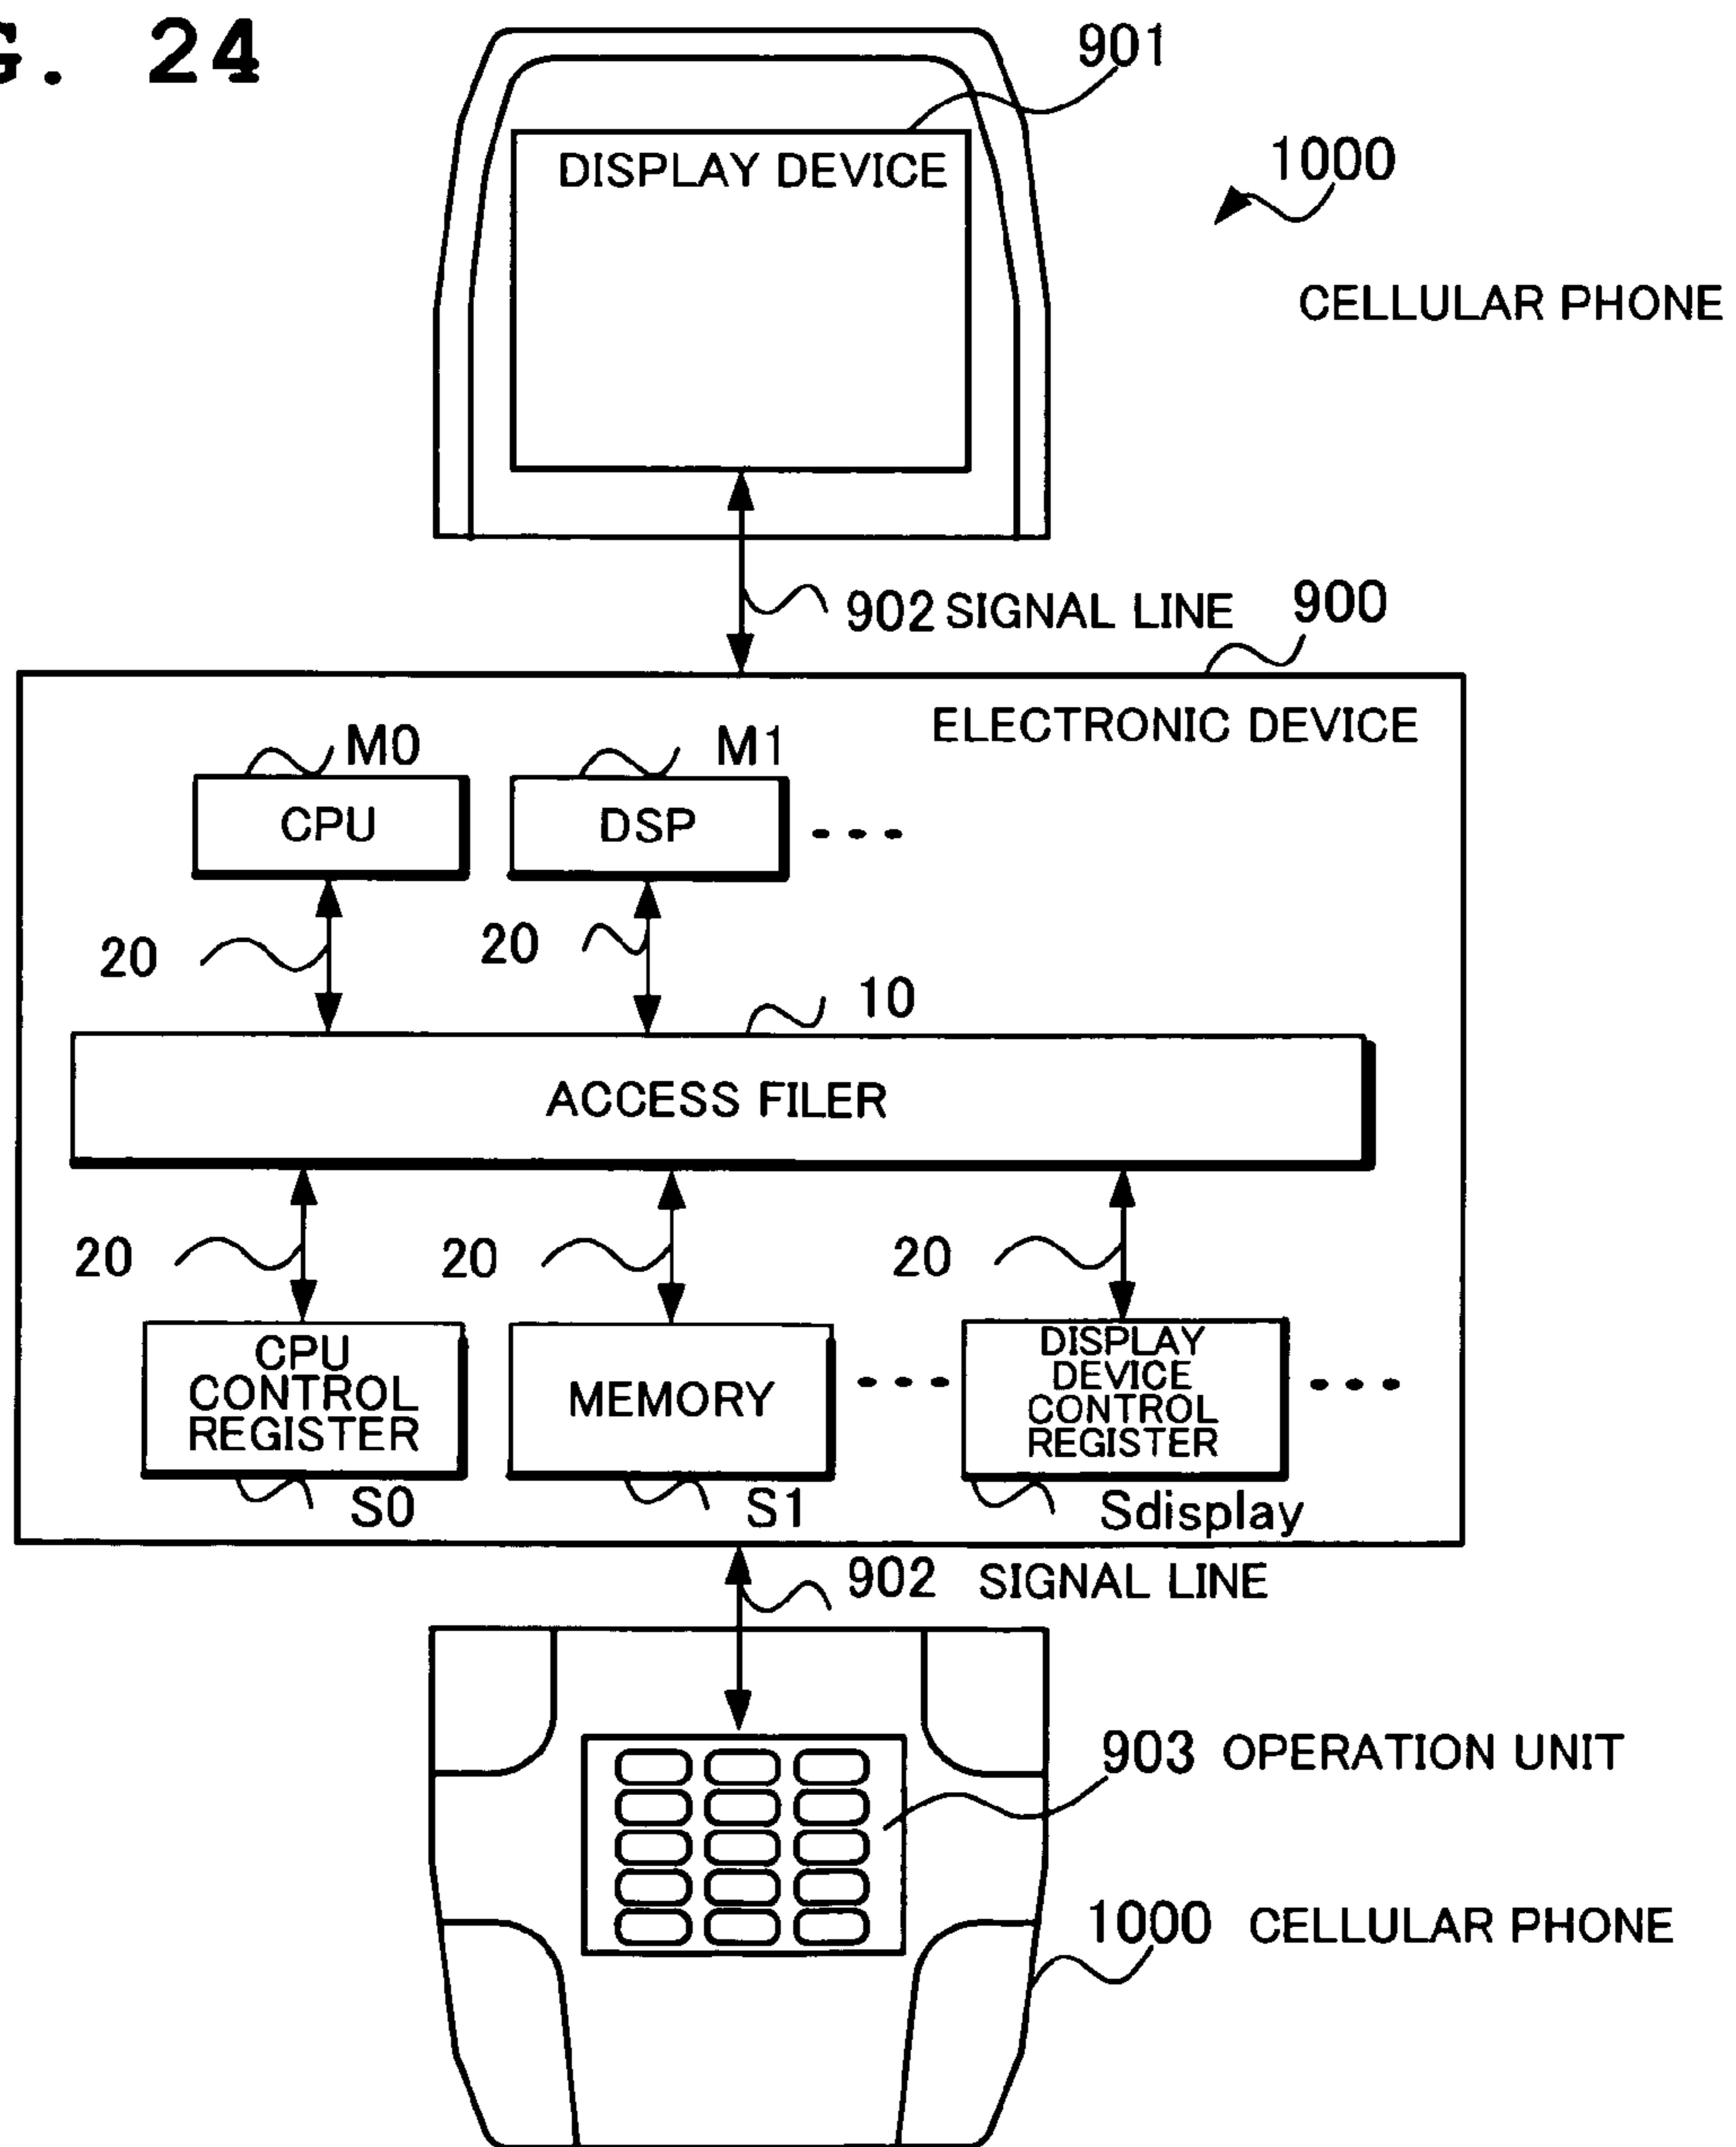 G. 24
901
DISPLAY DEVICE
1000
CELLULAR PHONE
902 SIGNAL LINE
900
ELECTRONIC DEVICE
M0
M1
CPU
DSP
20
20
10
ACCESS FILER
20
20
20
CPU
CONTROL
REGISTER
MEMORY
DISPLAY
DEVICE
CONTROL
REGISTER
S0
S1
Sdisplay
902 SIGNAL LINE
903 OPERATION UNIT
1000 CELLULAR PHONE